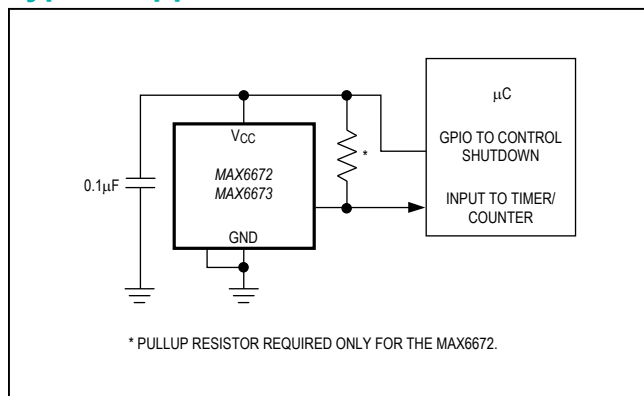 μC
VCC
*
GPIO TO CONTROL
SHUTDOWN
0.1μF
MAX6672
MAX6673
INPUT TO TIMER/
COUNTER
GND
* PULLUP RESISTOR REQUIRED ONLY FOR THE MAX6672.